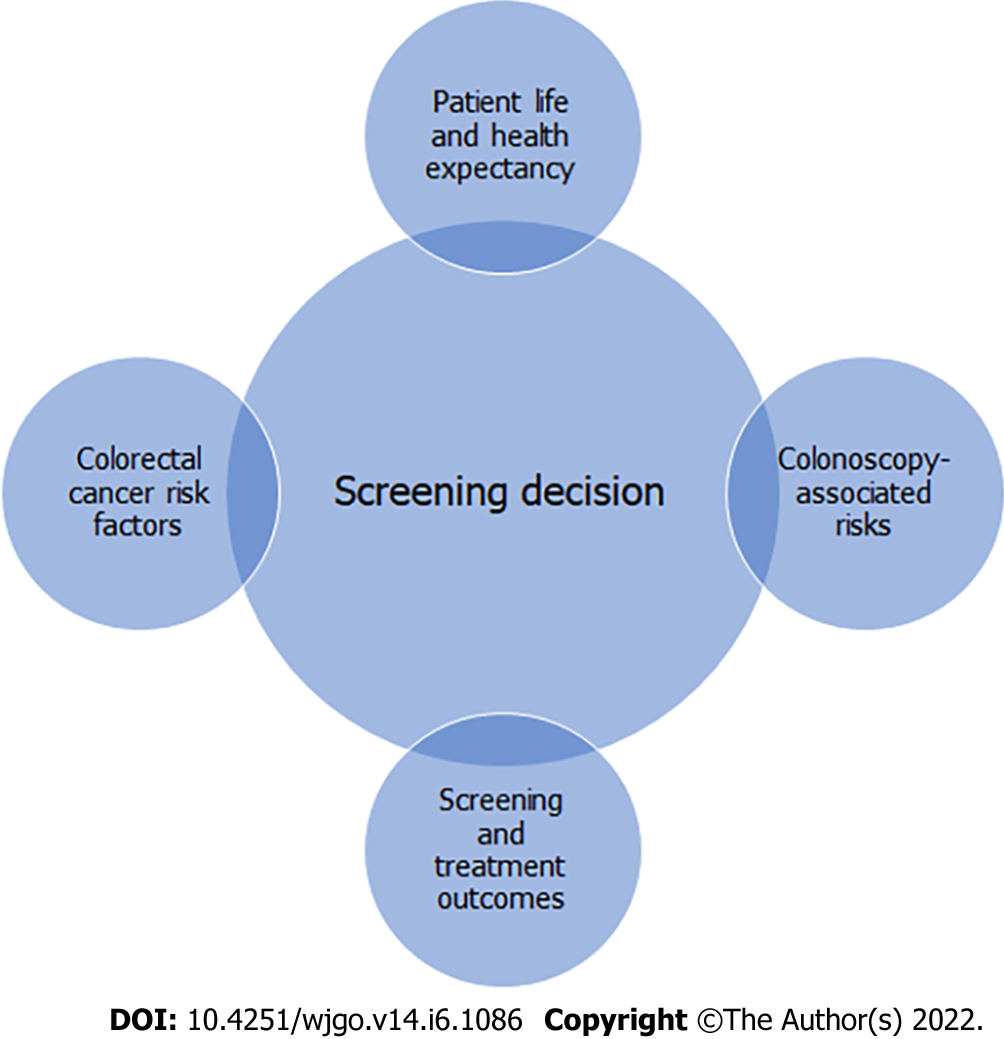 Patient life
and health
expectancy
Colorectal
cancer risk
factors
Screening decision
Colonoscopy-
associated
risks
Screening
and
treatment
outcomes
DOI: 10.4251/wjgo.v14.i6.1086 Copyright ©The Author(s) 2022.